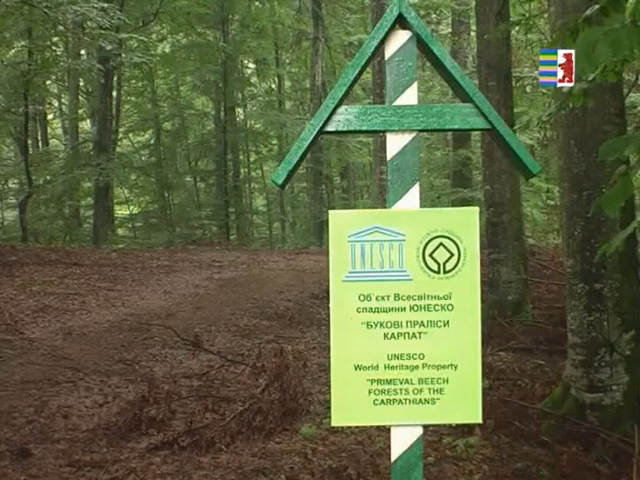 UNESCO
Об`єкт Всесвітньої
спадщини ЮНЕСКО
"БУКОВІ ПРАЛІСИ
КАРПАТ"
UNESCO
World Heritage Property
"PRIMEVAL BEECH
FORESTS OF THE
CARPATHIANS"